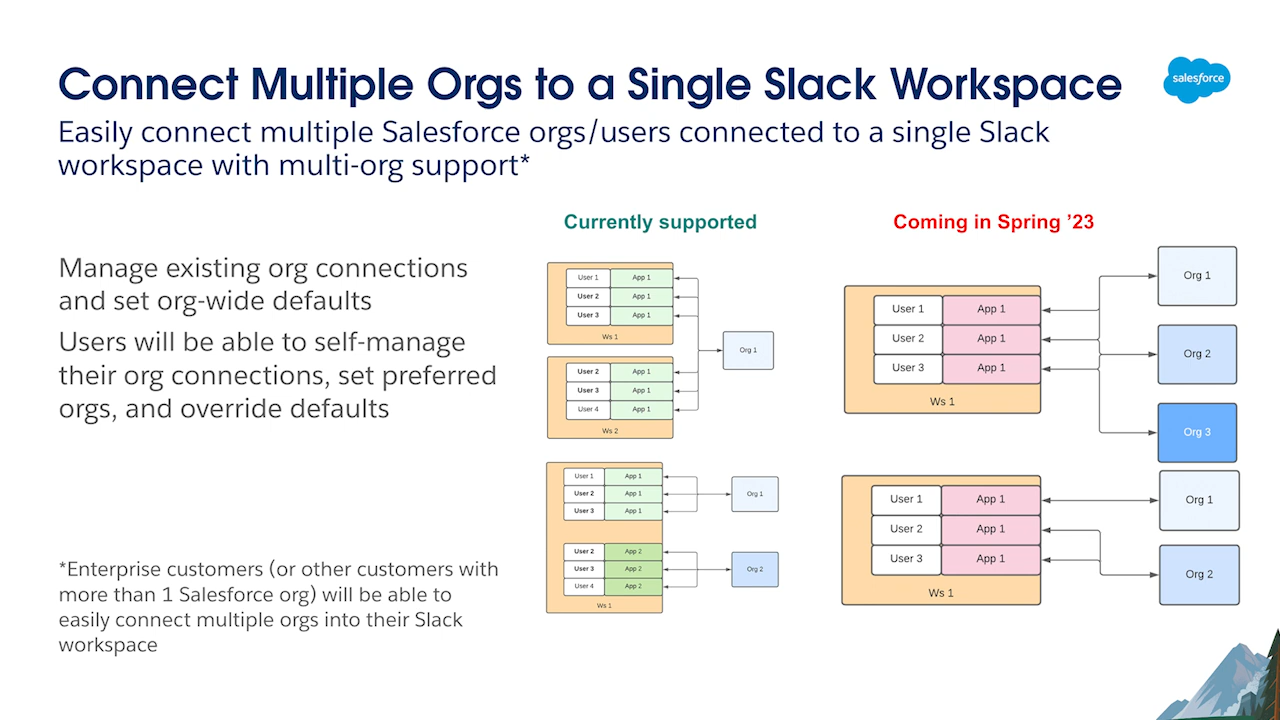 Connect Multiple Orgs to a Single Slack Workspace
salesforce
Easily connect multiple Salesforce orgs/users connected to a single Slack
workspace with multi-org support*
Manage existing org connections
and set org-wide defaults
Users will be able to self-manage
their org connections, set preferred
orgs, and override defaults
*Enterprise customers (or other customers with
more than 1 Salesforce org) will be able to
easily connect multiple orgs into their Slack
workspace
Currently supported
User 1 App 1
User 2 App 1
User 3 App 1
Ws 1
Org 1
User 2 App 1
User 3 App 1
User 4 App 1
Ws 2
User 1 App 1
User 2 App 1
User 3 App 1
Org 1
User 2 App 2
User 3 App 2
User 4 App 2
Ws 1
Org 2
Coming in Spring ’23
User 1 App 1
User 2 App 1
User 3 App 1
Ws 1
Org 1
Org 2
Org 3
User 1 App 1
User 2 App 1
User 3 App 1
Ws 1
Org 1
Org 2